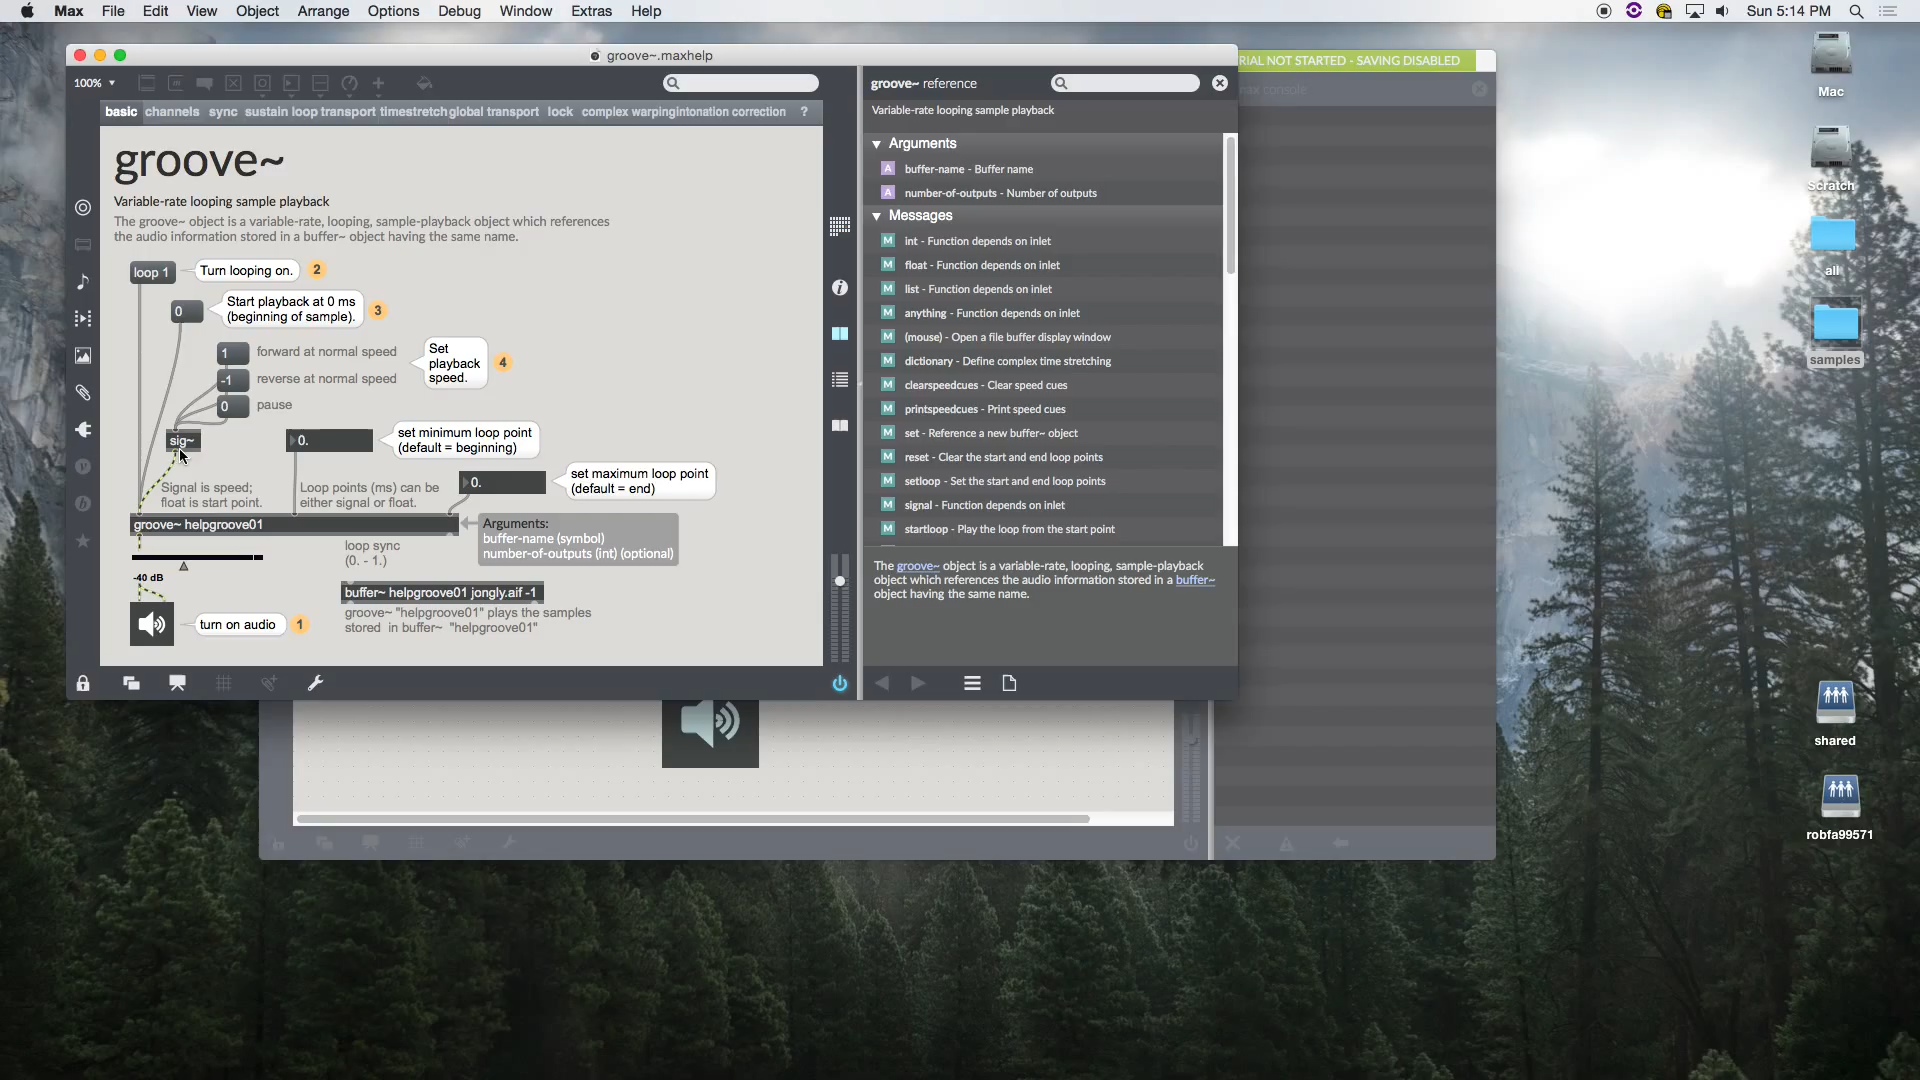 Max File Edit View Object Arrange Options Debug Window Extras Help
Sun 5:14 PM
groove~.maxhelp
100%
basic channels sync sustain loop transport timestretch global transport lock complex warping intonation correction ?
groove~
Variable-rate looping sample playback
The groove~ object is a variable-rate, looping, sample-playback object which references
the audio information stored in a buffer~ object having the same name.
loop 1
Turn looping on.
2
0
Start playback at 0 ms
(beginning of sample).
3
1
forward at normal speed
-1
reverse at normal speed
0
pause
Set
playback
speed.
4
sig~
0.
set minimum loop point
(default = beginning)
0.
set maximum loop point
(default = end)
Signal is speed;
float is start point.
Loop points (ms) can be
either signal or float.
groove~ helpgroove01
Arguments:
buffer-name (symbol)
number-of-outputs (int) (optional)
loop sync
(0. - 1.)
-40 dB
buffer~ helpgroove01 jongly.aif -1
groove~ "helpgroove01" plays the samples
stored in buffer~ "helpgroove01"
turn on audio
1
groove~ reference
Variable-rate looping sample playback
Arguments
A buffer-name - Buffer name
A number-of-outputs - Number of outputs
Messages
M int - Function depends on inlet
M float - Function depends on inlet
M list - Function depends on inlet
M anything - Function depends on inlet
M (mouse) - Open a file buffer display window
M dictionary - Define complex time stretching
M clearspeedcues - Clear speed cues
M printspeedcues - Print speed cues
M set - Reference a new buffer~ object
M reset - Clear the start and end loop points
M setloop - Set the start and end loop points
M signal - Function depends on inlet
M startloop - Play the loop from the start point
The groove~ object is a variable-rate, looping, sample-playback
object which references the audio information stored in a buffer~
object having the same name.
RIAL NOT STARTED - SAVING DISABLED
max console
Mac
Scratch
all
samples
shared
robfa99571